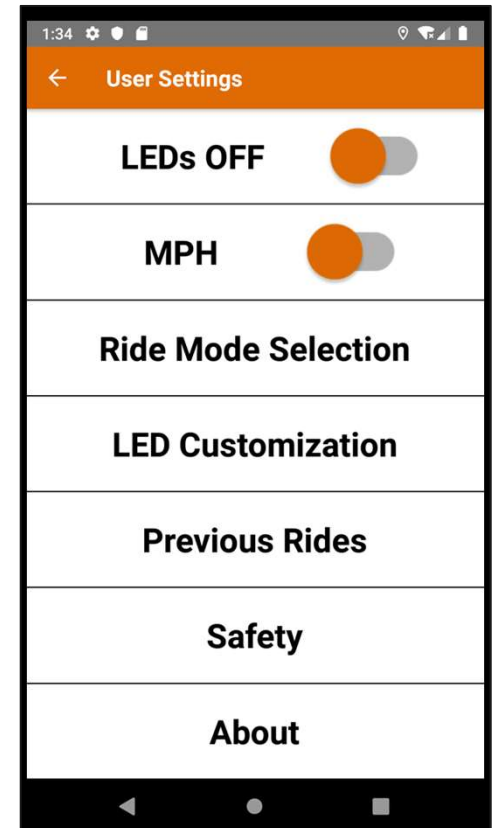 1:34
User Settings
LEDs OFF
MPH
Ride Mode Selection
LED Customization
Previous Rides
Safety
About